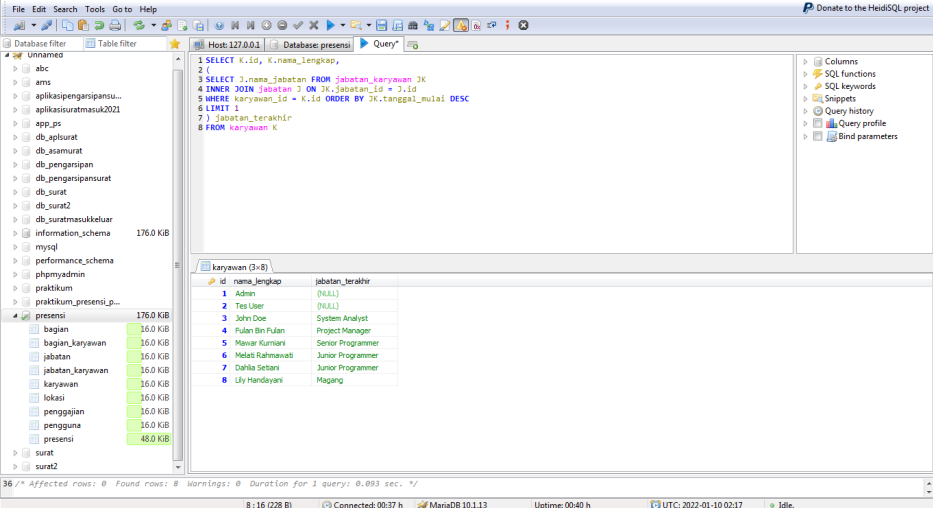 File Edit Search Tools Go to Help
Donate to the HeidiSQL project
Database filter
Table filter
Host: 127.0.0.1
Database: presensi
Query*
Unnamed
abc
ams
aplikasipengarsipansu...
aplikasisuratmasuk2021
app_ps
db_aplsurat
db_asamurat
db_pengarsipan
db_pengarsipansurat
db_surat
db_surat2
db_suratmasukkeluar
information_schema 176.0 KiB
mysql
performance_schema
phpmyadmin
praktikum
praktikum_presensi_p...
presensi 176.0 KiB
bagian 16.0 KiB
bagian_karyawan 16.0 KiB
jabatan 16.0 KiB
jabatan_karyawan 16.0 KiB
karyawan 16.0 KiB
lokasi 16.0 KiB
penggajian 16.0 KiB
pengguna 16.0 KiB
presensi 48.0 KiB
surat
surat2
1 SELECT K.id, K.nama_lengkap,
2 (
3 SELECT J.nama_jabatan FROM jabatan_karyawan JK
4 INNER JOIN jabatan J ON JK.jabatan_id = J.id
5 WHERE karyawan_id = K.id ORDER BY JK.tanggal_mulai DESC
6 LIMIT 1
7 ) jabatan_terakhir
8 FROM karyawan K
Columns
SQL functions
SQL keywords
Snippets
Query history
Query profile
Bind parameters
karyawan (3×8)
id nama_lengkap jabatan_terakhir
1 Admin (NULL)
2 Tes User (NULL)
3 John Doe System Analyst
4 Fulan Bin Fulan Project Manager
5 Mawar Kurniani Senior Programmer
6 Melati Rahmawati Junior Programmer
7 Dahlia Setiani Junior Programmer
8 Lily Handayani Magang
36 /* Affected rows: 0 Found rows: 8 Warnings: 0 Duration for 1 query: 0.093 sec. */
8 : 16 (228 B) Connected: 00:37 h MariaDB 10.1.13 Uptime: 00:40 h UTC: 2022-01-10 02:17 Idle.